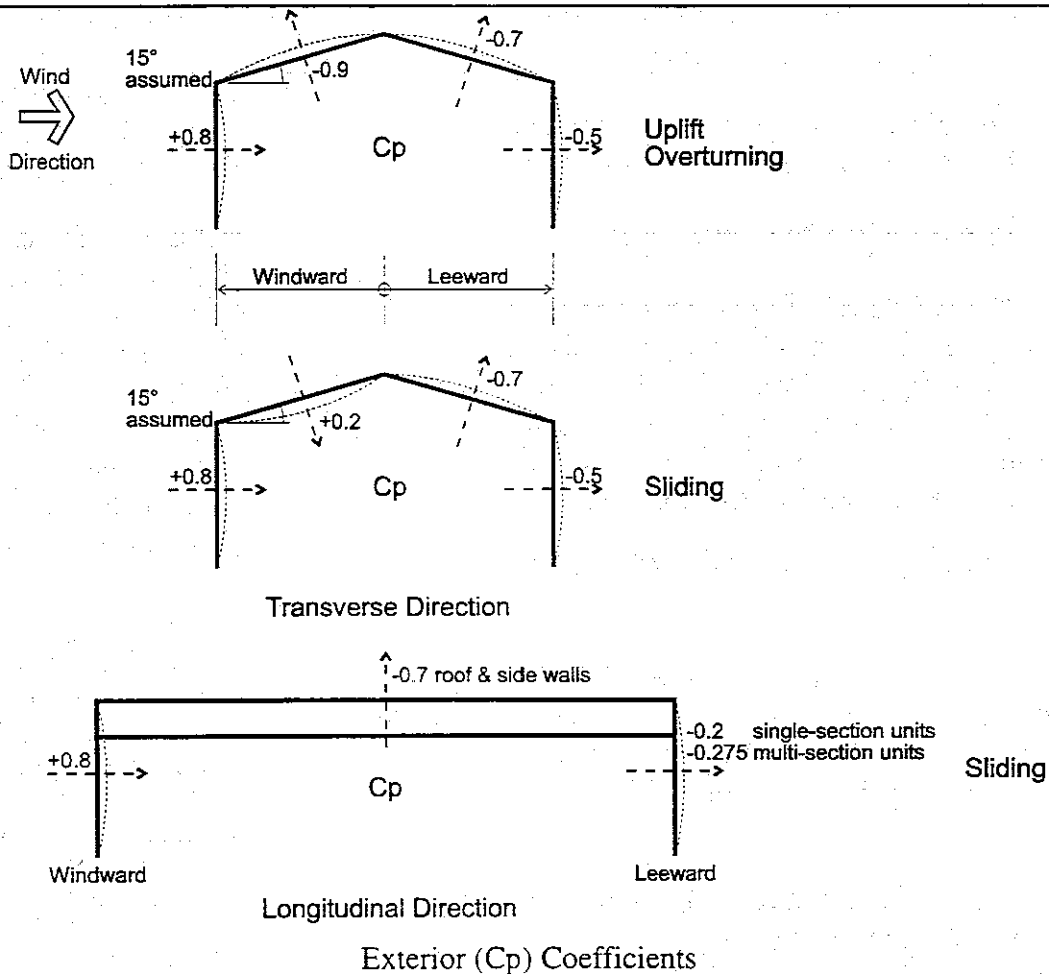 15°
assumed
Wind
Direction
-0.9
-0.7
+0.8
Cp
-0.5
Uplift
Overturning
Windward
Leeward
15°
assumed
+0.2
-0.7
+0.8
Cp
-0.5
Sliding
Transverse Direction
-0.7 roof & side walls
-0.2 single-section units
-0.275 multi-section units
+0.8
Cp
Sliding
Windward
Leeward
Longitudinal Direction
Exterior (Cp) Coefficients